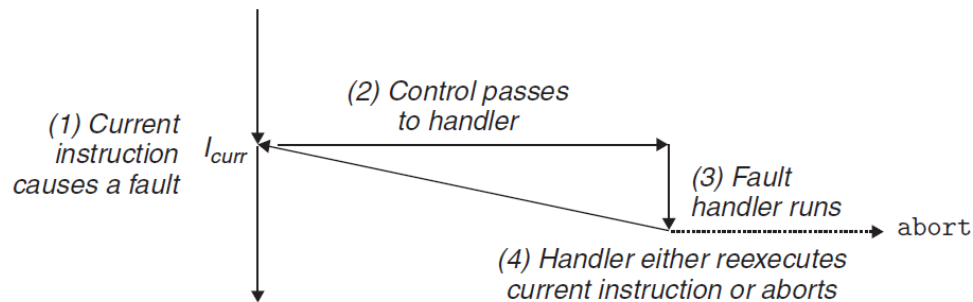 (1) Current
instruction
causes a fault
Icurr
(2) Control passes
to handler
(3) Fault
handler runs
abort
(4) Handler either reexecutes
current instruction or aborts